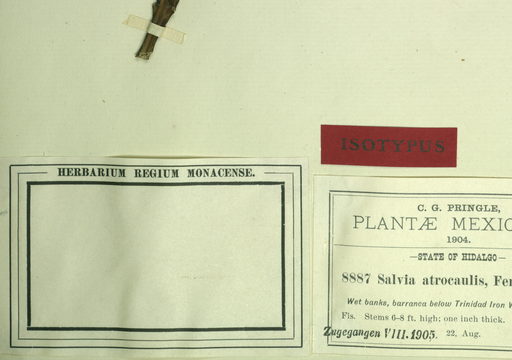 ISOTYPUS
HERBARIUM REGIUM MONACENSE.
C. G. PRINGLE,
PLANTÆ MEXIC
1904.
—STATE OF HIDALGO—
8887 Salvia atrocaulis, Fer
Wet banks, barranca below Trinidad Iron W
Fls. Stems 6–8 ft. high; one inch thick.
Zugegangen VIII.1905. 22, Aug.